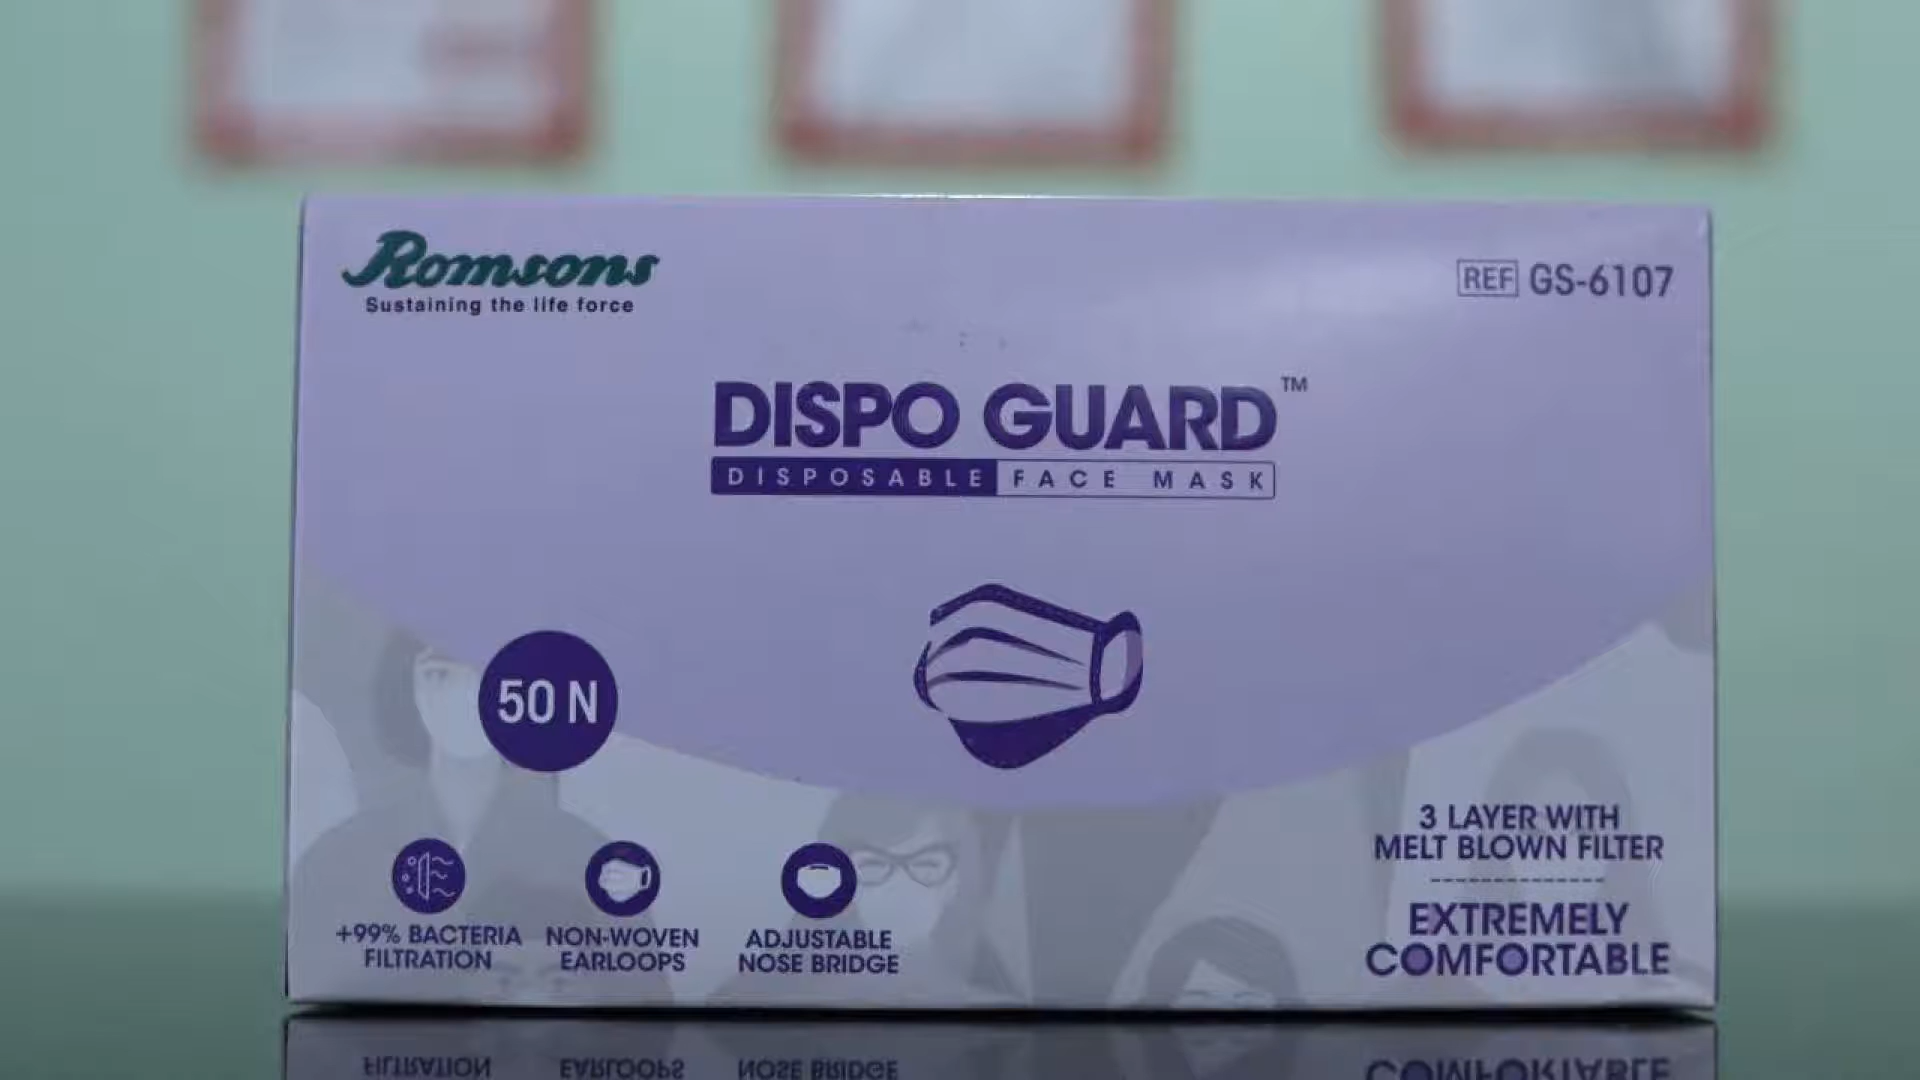 Romsons
Sustaining the life force
REF GS-6107
DISPO GUARD™
DISPOSABLE FACE MASK
50 N
+99% BACTERIA
FILTRATION
NON-WOVEN
EARLOOPS
ADJUSTABLE
NOSE BRIDGE
3 LAYER WITH
MELT BLOWN FILTER
EXTREMELY
COMFORTABLE